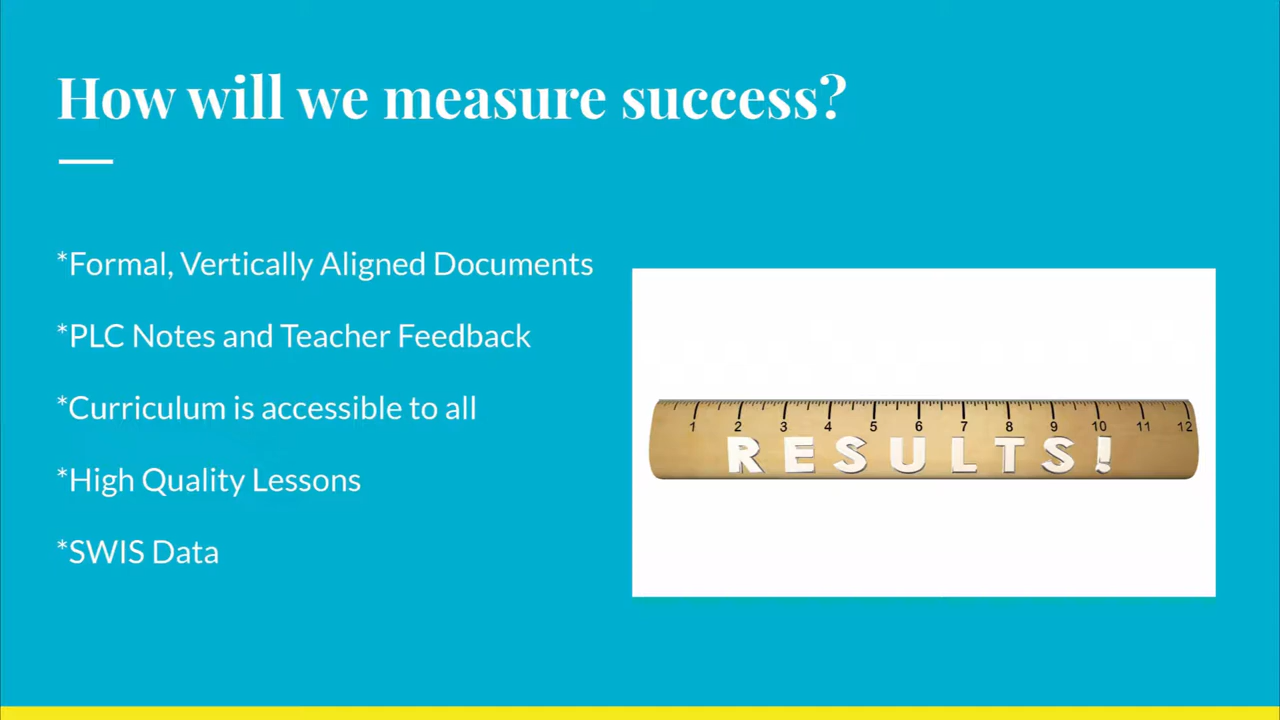 How will we measure success?
*Formal, Vertically Aligned Documents
*PLC Notes and Teacher Feedback
*Curriculum is accessible to all
*High Quality Lessons
*SWIS Data
1 2 3 4 5 6 7 8 9 10 11 12
RESULTS!